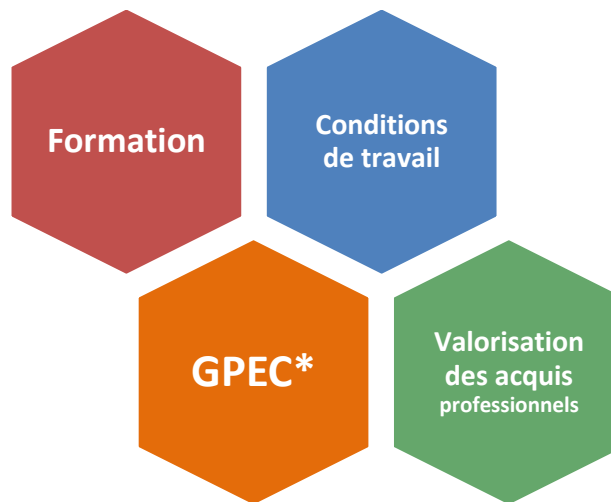 Formation
Conditions
de travail
GPEC*
Valorisation
des acquis
professionnels